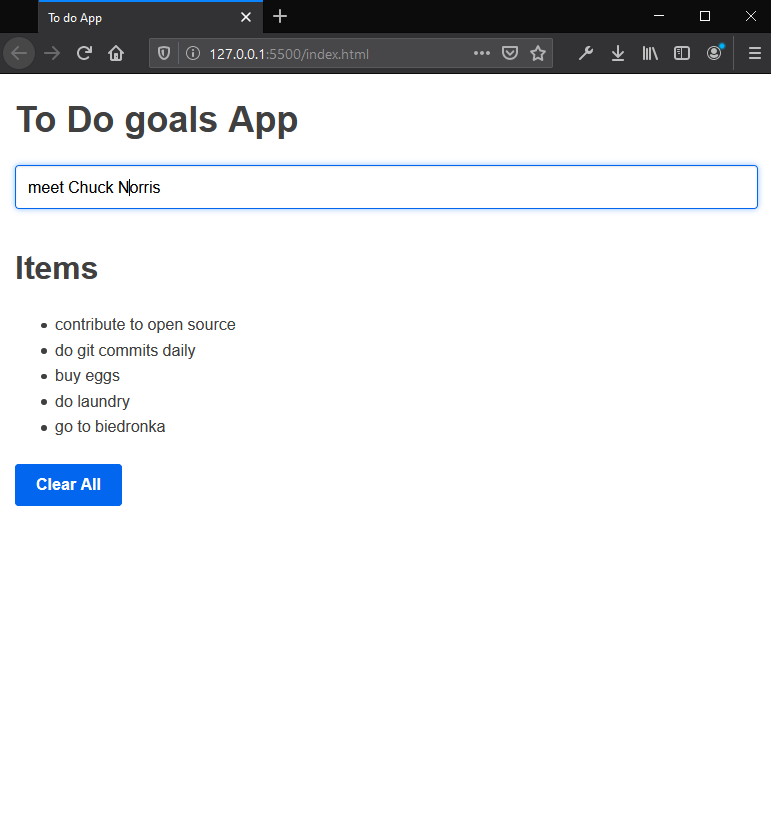 To do App
127.0.0.1:5500/index.html
To Do goals App
meet Chuck Norris
Items
contribute to open source
do git commits daily
buy eggs
do laundry
go to biedronka
Clear All